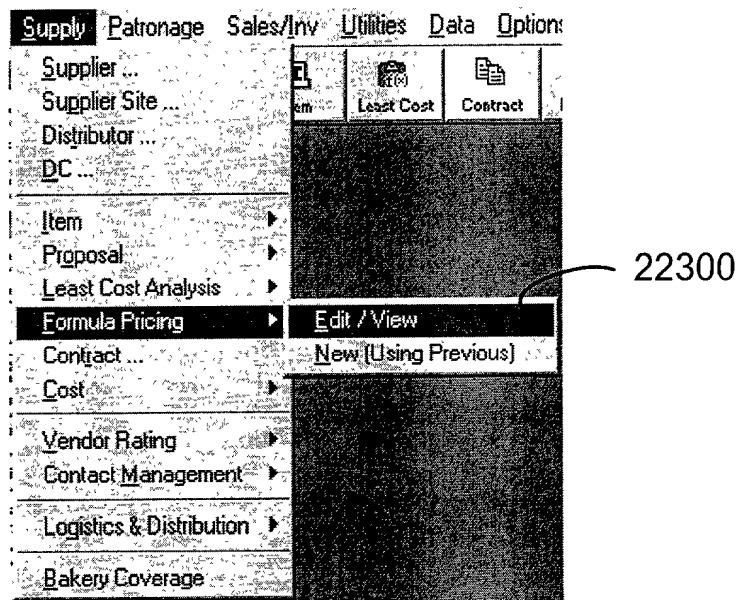 Supply Patronage Sales/Inv Utilities Data Options
Supplier ...
Supplier Site ...
Distributor ...
DC ...
Least Cost Contract
Item
Proposal
Least Cost Analysis
Formula Pricing
Contract ...
Cost
Vendor Rating
Contact Management
Logistics & Distribution
Bakery Coverage
Edit / View
New (Using Previous)
22300